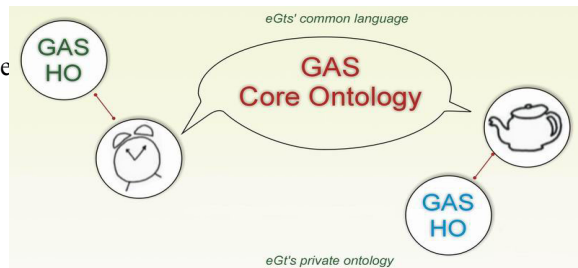 eGts' common language
GAS
HO
e
GAS
Core Ontology
GAS
HO
eGt's private ontology